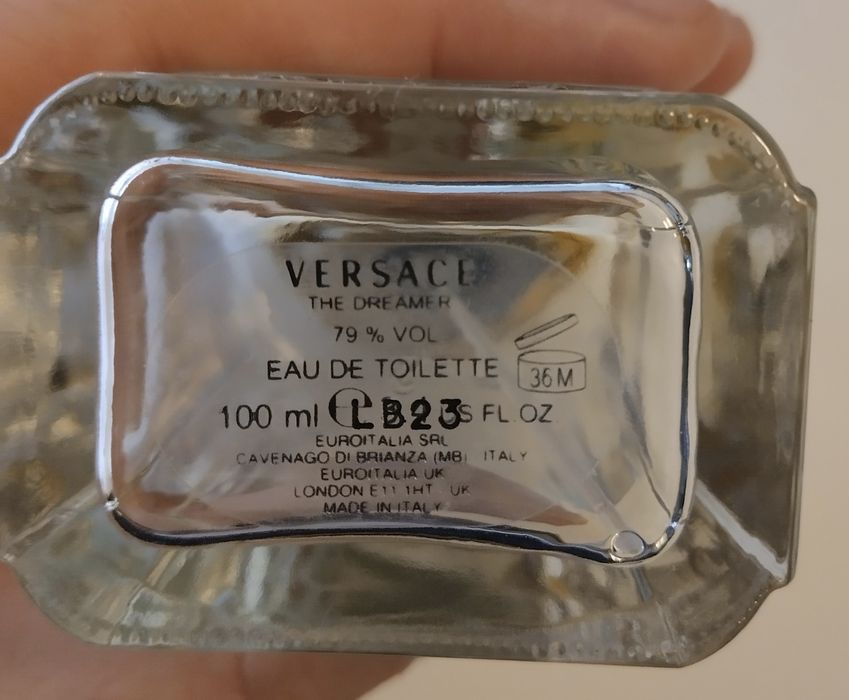 VERSACE
THE DREAMER
79 % VOL
EAU DE TOILETTE
36 M
100 ml LB23 US FL.OZ.
EUROITALIA SRL
CAVENAGO DI BRIANZA (MB) ITALY
EUROITALIA UK
LONDON E11 1HT UK
MADE IN ITALY